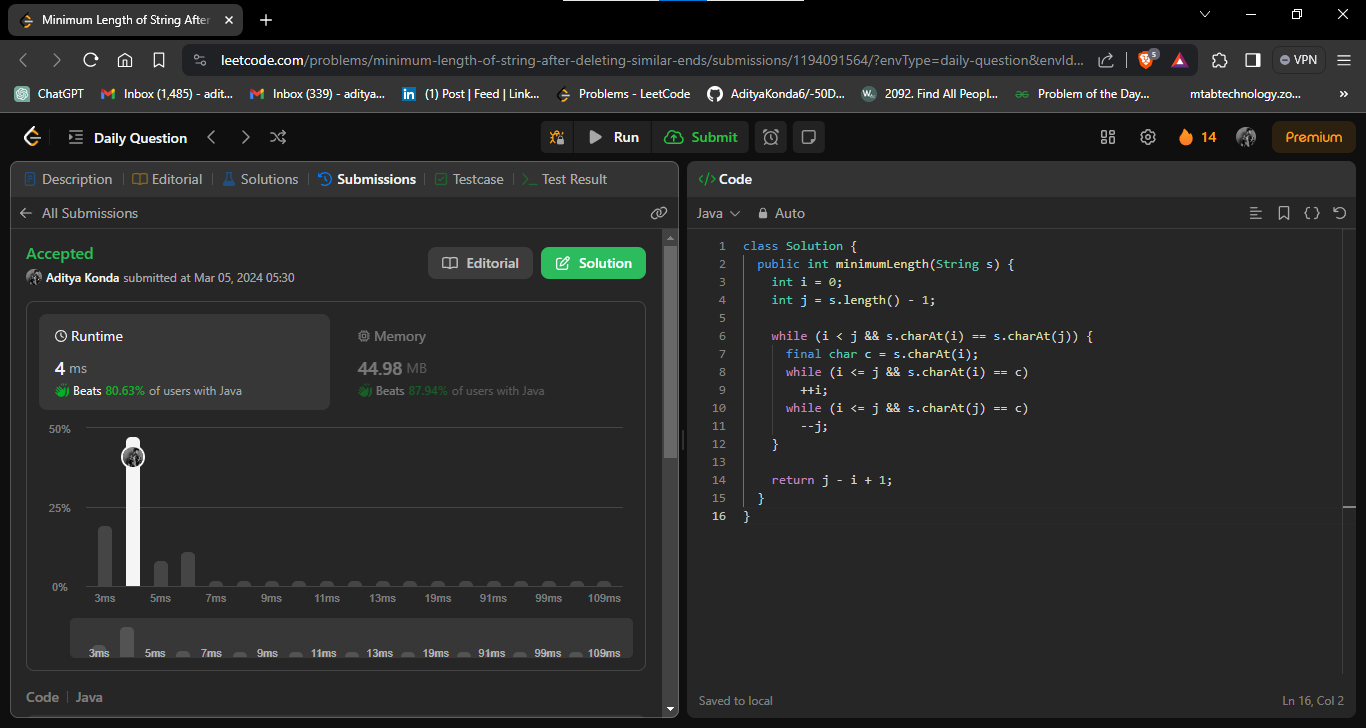 Minimum Length of String After
leetcode.com/problems/minimum-length-of-string-after-deleting-similar-ends/submissions/1194091564/?envType=daily-question&envId...
5
VPN
ChatGPT
Inbox (1,485) - adit...
Inbox (339) - aditya...
(1) Post | Feed | Link...
Problems - LeetCode
AdityaKonda6/-50D...
2092. Find All Peopl...
Problem of the Day...
mtabtechnology.zo...
»
Daily Question
Run
Submit
14
Premium
Description
Editorial
Solutions
Submissions
Testcase
Test Result
All Submissions
Accepted
Aditya Konda submitted at Mar 05, 2024 05:30
Editorial
Solution
Runtime
4 ms
Beats 80.63% of users with Java
Memory
44.98 MB
Beats 87.94% of users with Java
50%
25%
0%
3ms 5ms 7ms 9ms 11ms 13ms 19ms 91ms 99ms 109ms
3ms 5ms 7ms 9ms 11ms 13ms 19ms 91ms 99ms 109ms
Code | Java
</> Code
Java
Auto
1 class Solution {
2 public int minimumLength(String s) {
3 int i = 0;
4 int j = s.length() - 1;
5
6 while (i < j && s.charAt(i) == s.charAt(j)) {
7 final char c = s.charAt(i);
8 while (i <= j && s.charAt(i) == c)
9 ++i;
10 while (i <= j && s.charAt(j) == c)
11 --j;
12 }
13
14 return j - i + 1;
15 }
16 }
Saved to local
Ln 16, Col 2